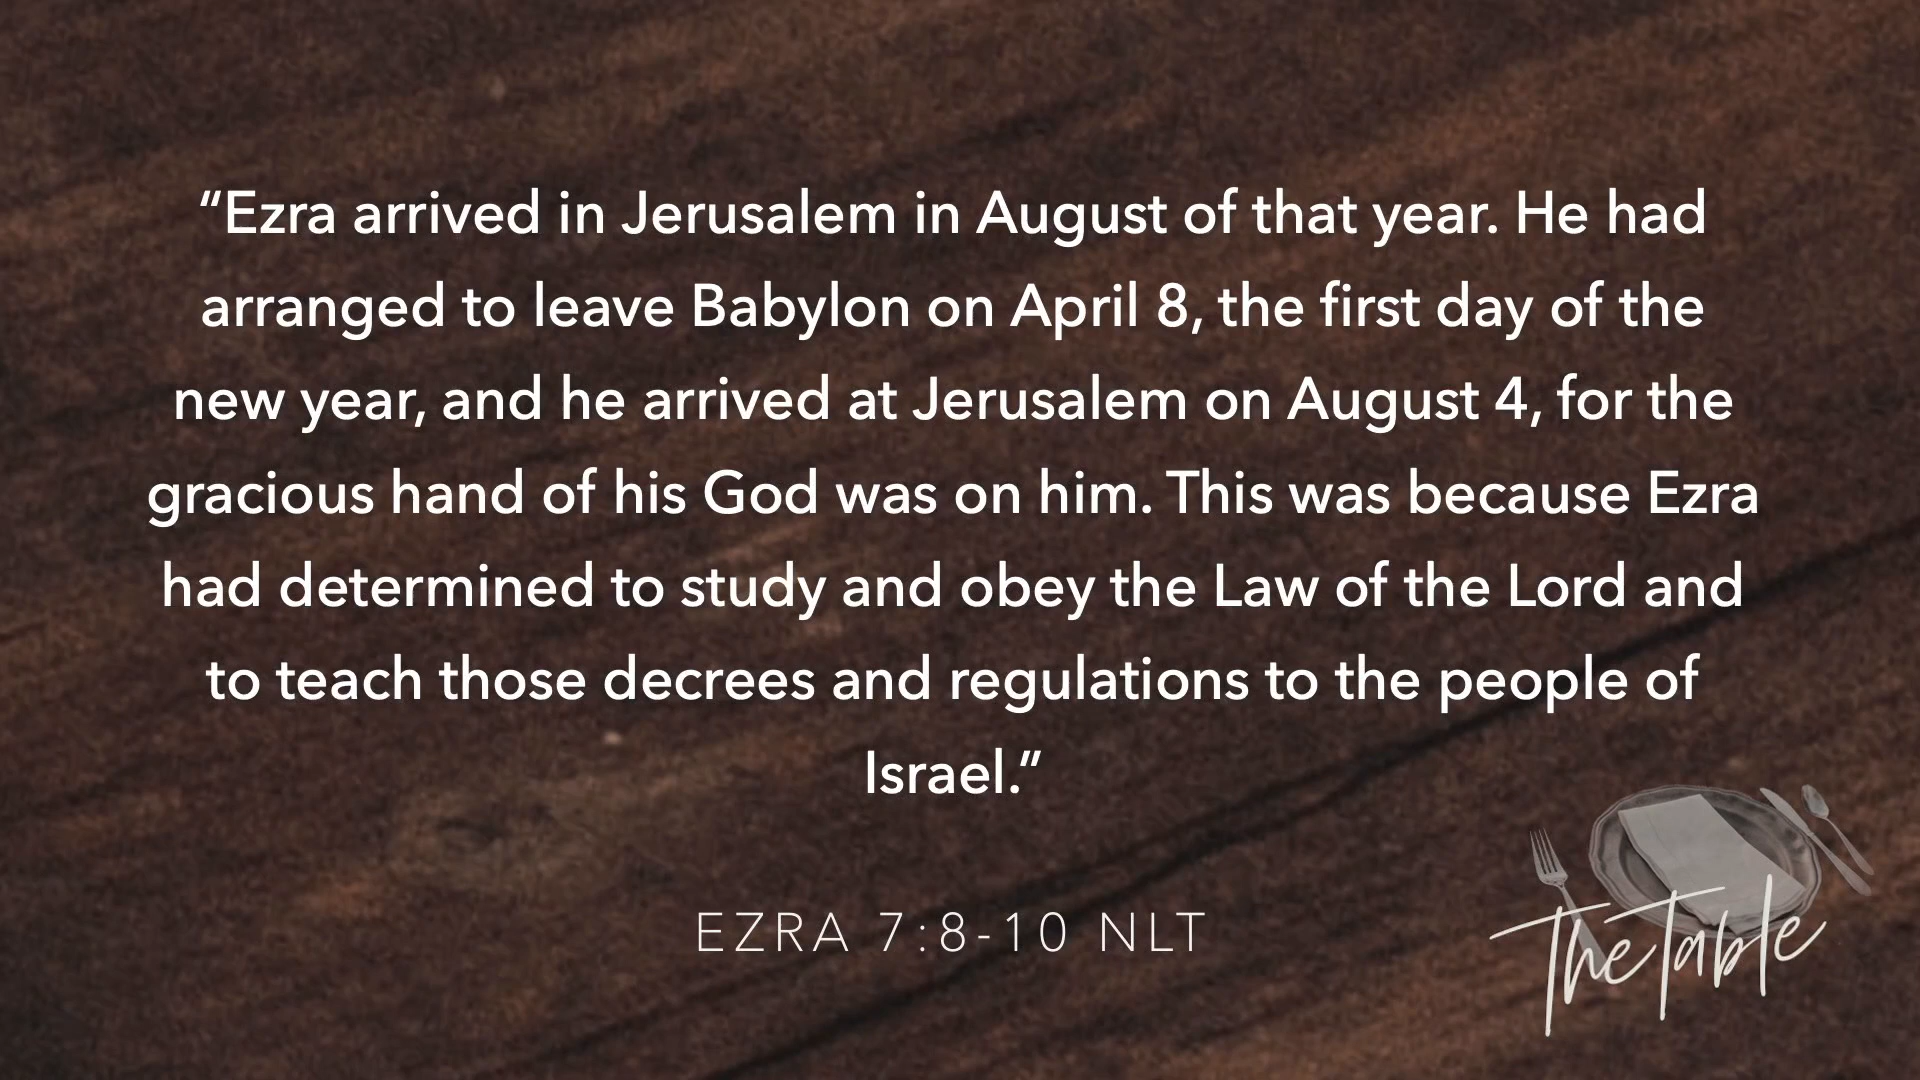 “Ezra arrived in Jerusalem in August of that year. He had
arranged to leave Babylon on April 8, the first day of the
new year, and he arrived at Jerusalem on August 4, for the
gracious hand of his God was on him. This was because Ezra
had determined to study and obey the Law of the Lord and
to teach those decrees and regulations to the people of
Israel.”
EZRA 7:8-10 NLT
The Table